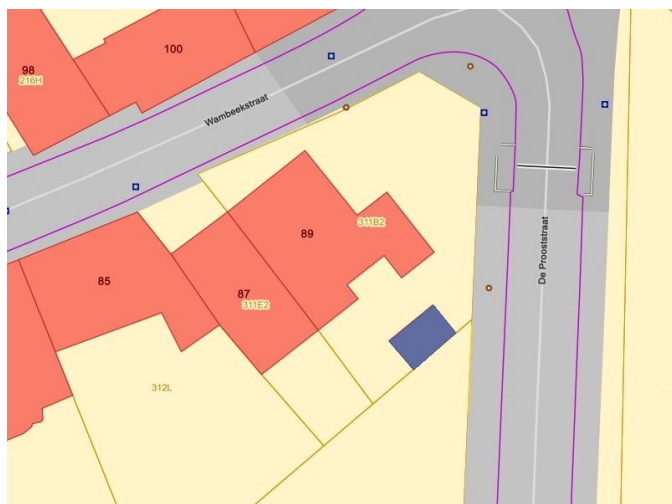 100
98
216H
Wambeekstraat
89
311B2
De Prooststraat
85
87
311E2
312L